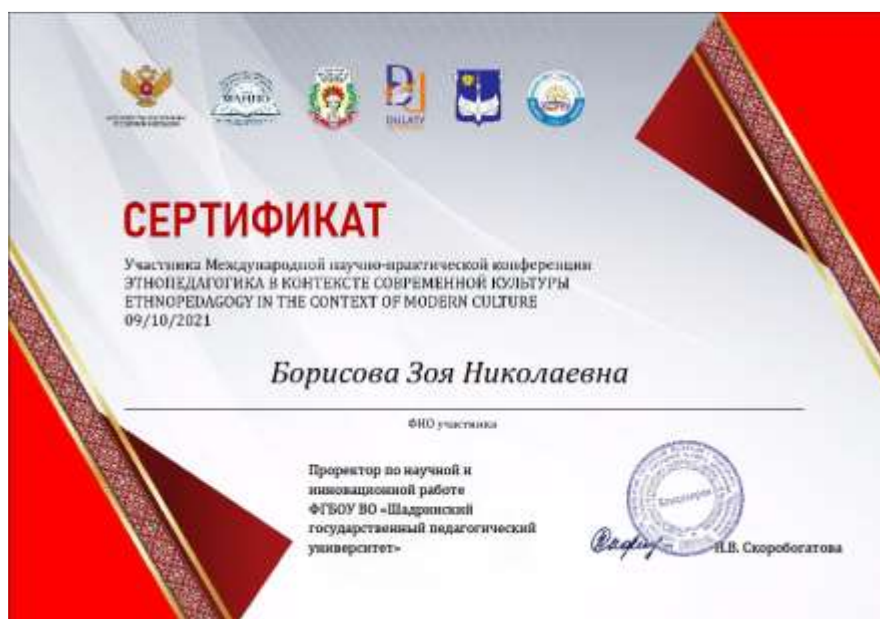 DULATY
СЕРТИФИКАТ
Участника Международной научно-практической конференции
ЭТНОПЕДАГОГИКА В КОНТЕКСТЕ СОВРЕМЕННОЙ КУЛЬТУРЫ
ETHNOPEDAGOGY IN THE CONTEXT OF MODERN CULTURE
09/10/2021
Борисова Зоя Николаевна
ФИО участника
Проректор по научной и
инновационной работе
ФГБОУ ВО «Шадринский
государственный педагогический
университет»
Н.В. Скоробогатова